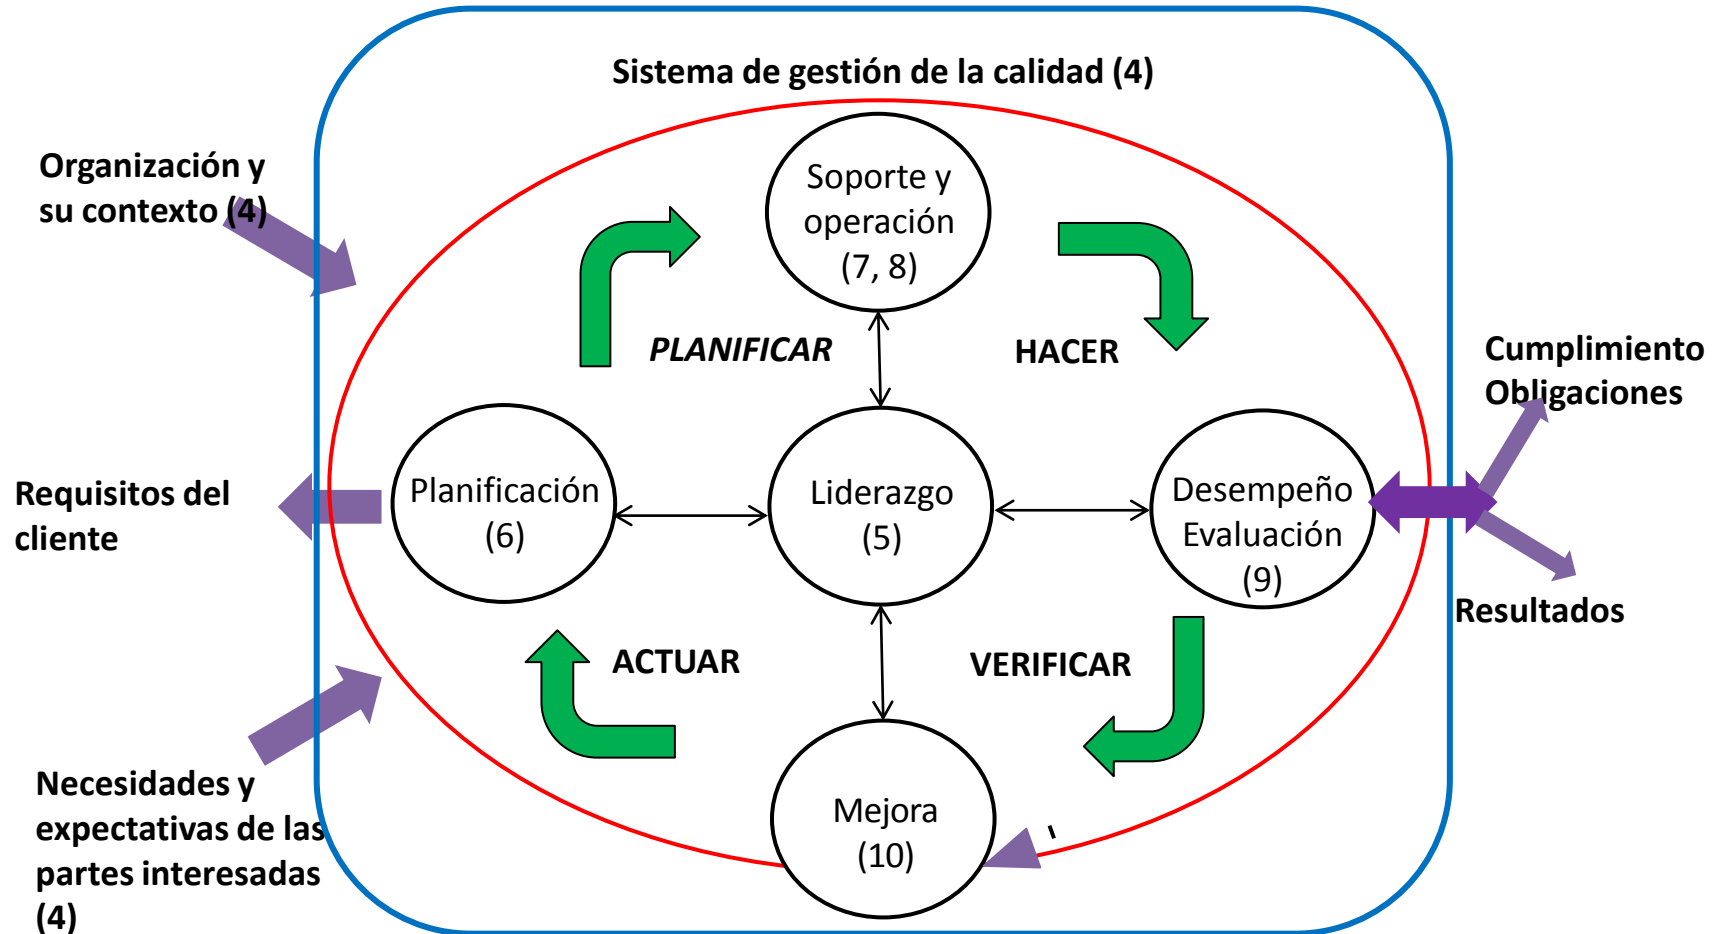 Sistema de gestión de la calidad (4)
Organización y
su contexto (4)
Soporte y
operación
(7, 8)
PLANIFICAR
HACER
Cumplimiento
Obligaciones
Requisitos del
cliente
Planificación
(6)
Liderazgo
(5)
Desempeño
Evaluación
(9)
Resultados
ACTUAR
VERIFICAR
Necesidades y
expectativas de las
partes interesadas
(4)
Mejora
(10)